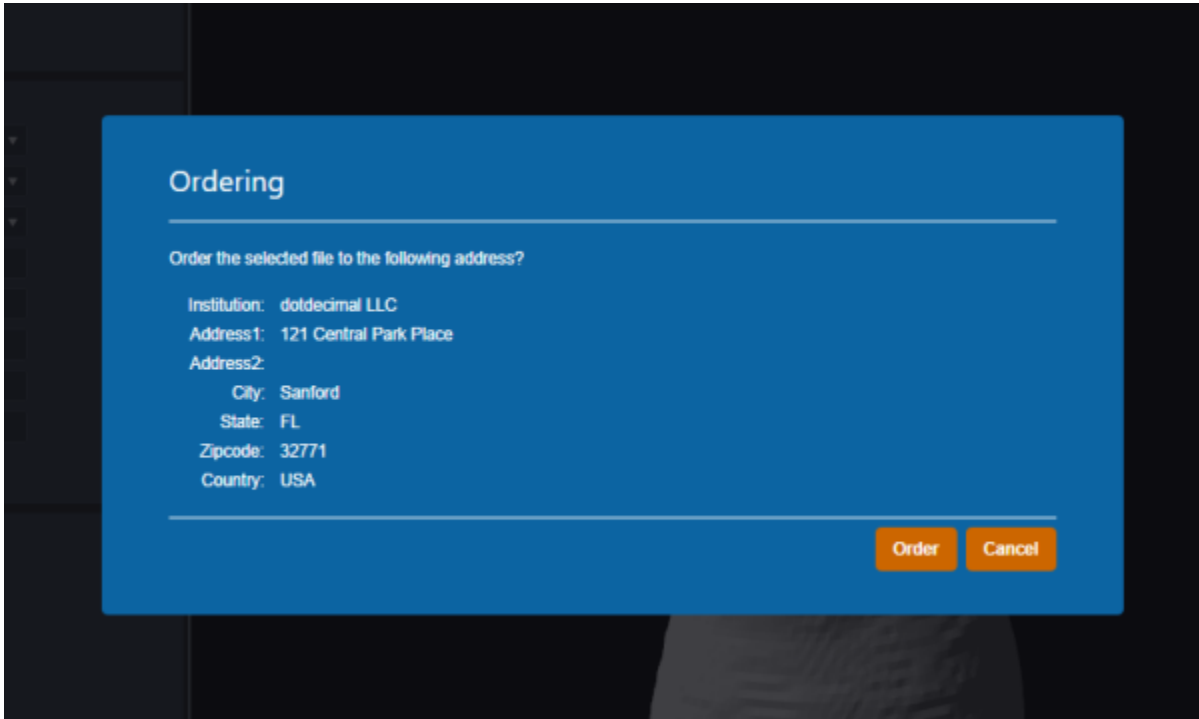 Ordering
Order the selected file to the following address?
Institution: dotdecimal LLC
Address1: 121 Central Park Place
Address2:
City: Sanford
State: FL
Zipcode: 32771
Country: USA
Order Cancel